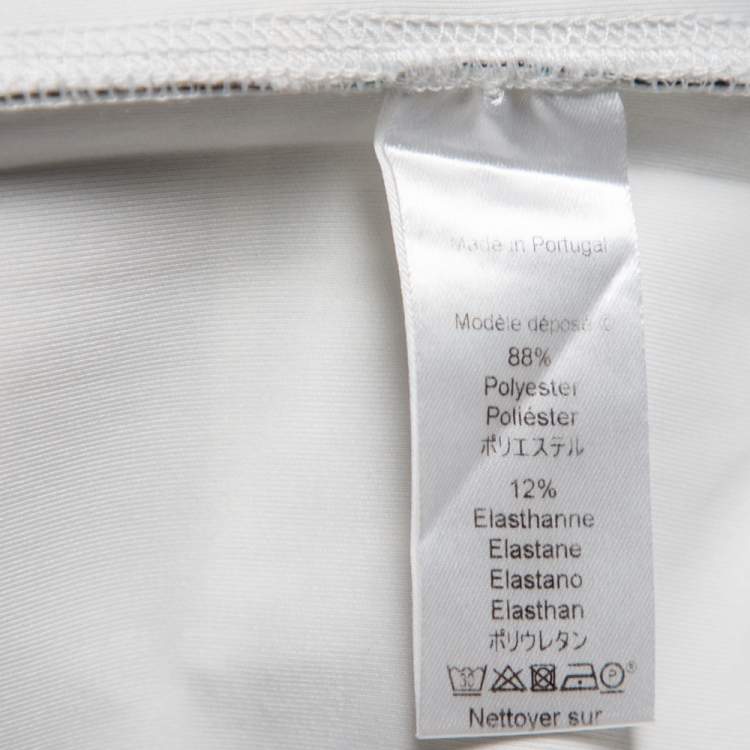 Made in Portugal
Modèle déposé ©
88%
Polyester
Poliéster
ポリエステル
12%
Elasthanne
Elastane
Elastano
Elasthan
ポリウレタン
30 P ®
Nettoyer sur